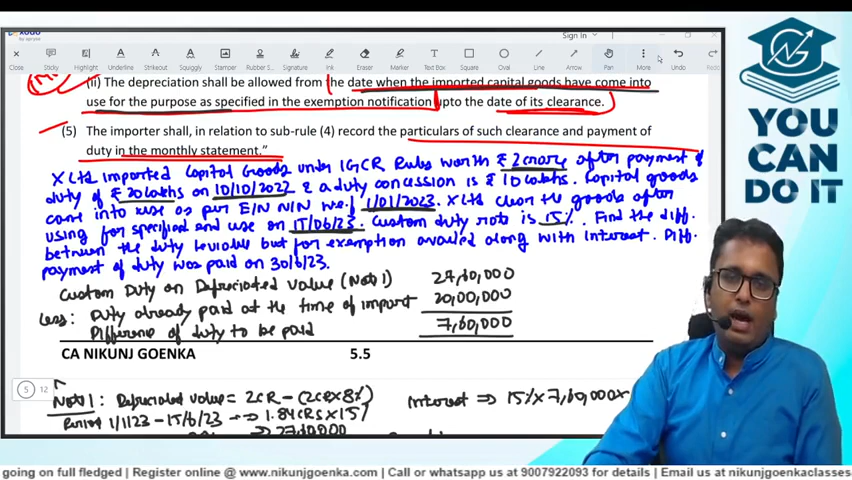 Sign In
xodo
Close
Highlight
Underline
Strikeout
Squiggly
Stamper
Rubber S...
Signature
Ink
Eraser
Marker
Text
Square
Oval
Line
Arrow
Pan
More
Undo
Redo
(ii) The depreciation shall be allowed from the date when the imported capital goods have come into
use for the purpose as specified in the exemption notification upto the date of its clearance.
(5) The importer shall, in relation to sub-rule (4) record the particulars of such clearance and payment of
duty in the monthly statement."
X Ltd imported Capital Goods under IGCR Rules worth ₹ 2 crore after payment of
duty of ₹ 20 lakhs on 10/10/2022 & a duty concession is ₹ 10 lakhs. Capital goods
came into use as per E/N N/N w.e.f 1/01/2023. X Ltd clear the goods after
using for specified end use on 15/06/23. Custom duty rate is 15%. Find the diff.
between the duty leviable but for exemption availed along with interest. Diff.
payment of duty was paid on 30/6/23.
Custom Duty on Depreciated Value (Note 1) 27,60,000
Less: Duty already paid at the time of import 20,00,000
Difference of duty to be paid 7,60,000
CA NIKUNJ GOENKA 5.5
5 12
Note 1: Depreciated value = 2CR - (2CR x 8%)
Period 1/1/23 - 15/6/23 → 1.84 CRS x 15%
→ 27,60,000
Interest ⇒ 15% x 7,60,000 x
YOU
CAN
DO IT
going on full fledged | Register online @ www.nikunjgoenka.com | Call or whatsapp us at 9007922093 for details | Email us at nikunjgoenkaclasses